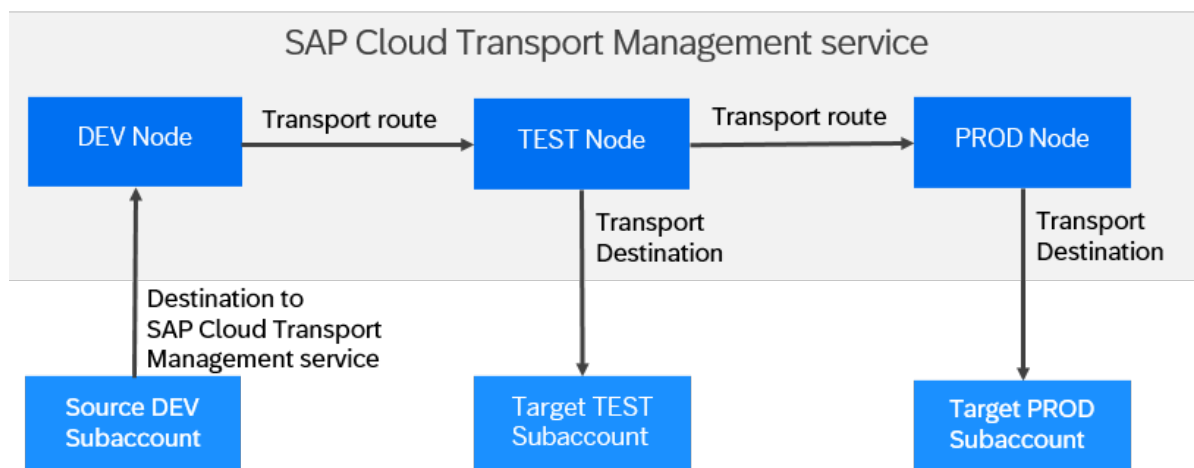 SAP Cloud Transport Management service
DEV Node
Transport route
TEST Node
Transport route
PROD Node
Transport
Destination
Transport
Destination
Destination to
SAP Cloud Transport
Management service
Source DEV
Subaccount
Target TEST
Subaccount
Target PROD
Subaccount